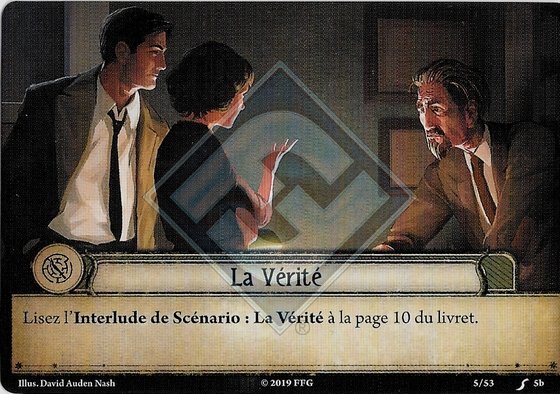 La Vérité
Lisez l'Interlude de Scénario : La Vérité à la page 10 du livret.
Illus. David Auden Nash © 2019 FFG 5/53 5b